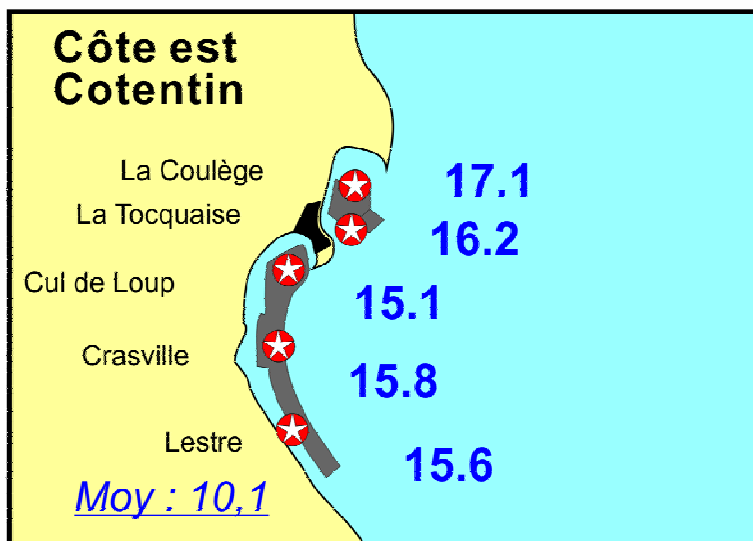 Côte est
Cotentin
La Coulège
17.1
La Tocquaise
16.2
Cul de Loup
15.1
Crasville
15.8
Lestre
15.6
Moy : 10,1